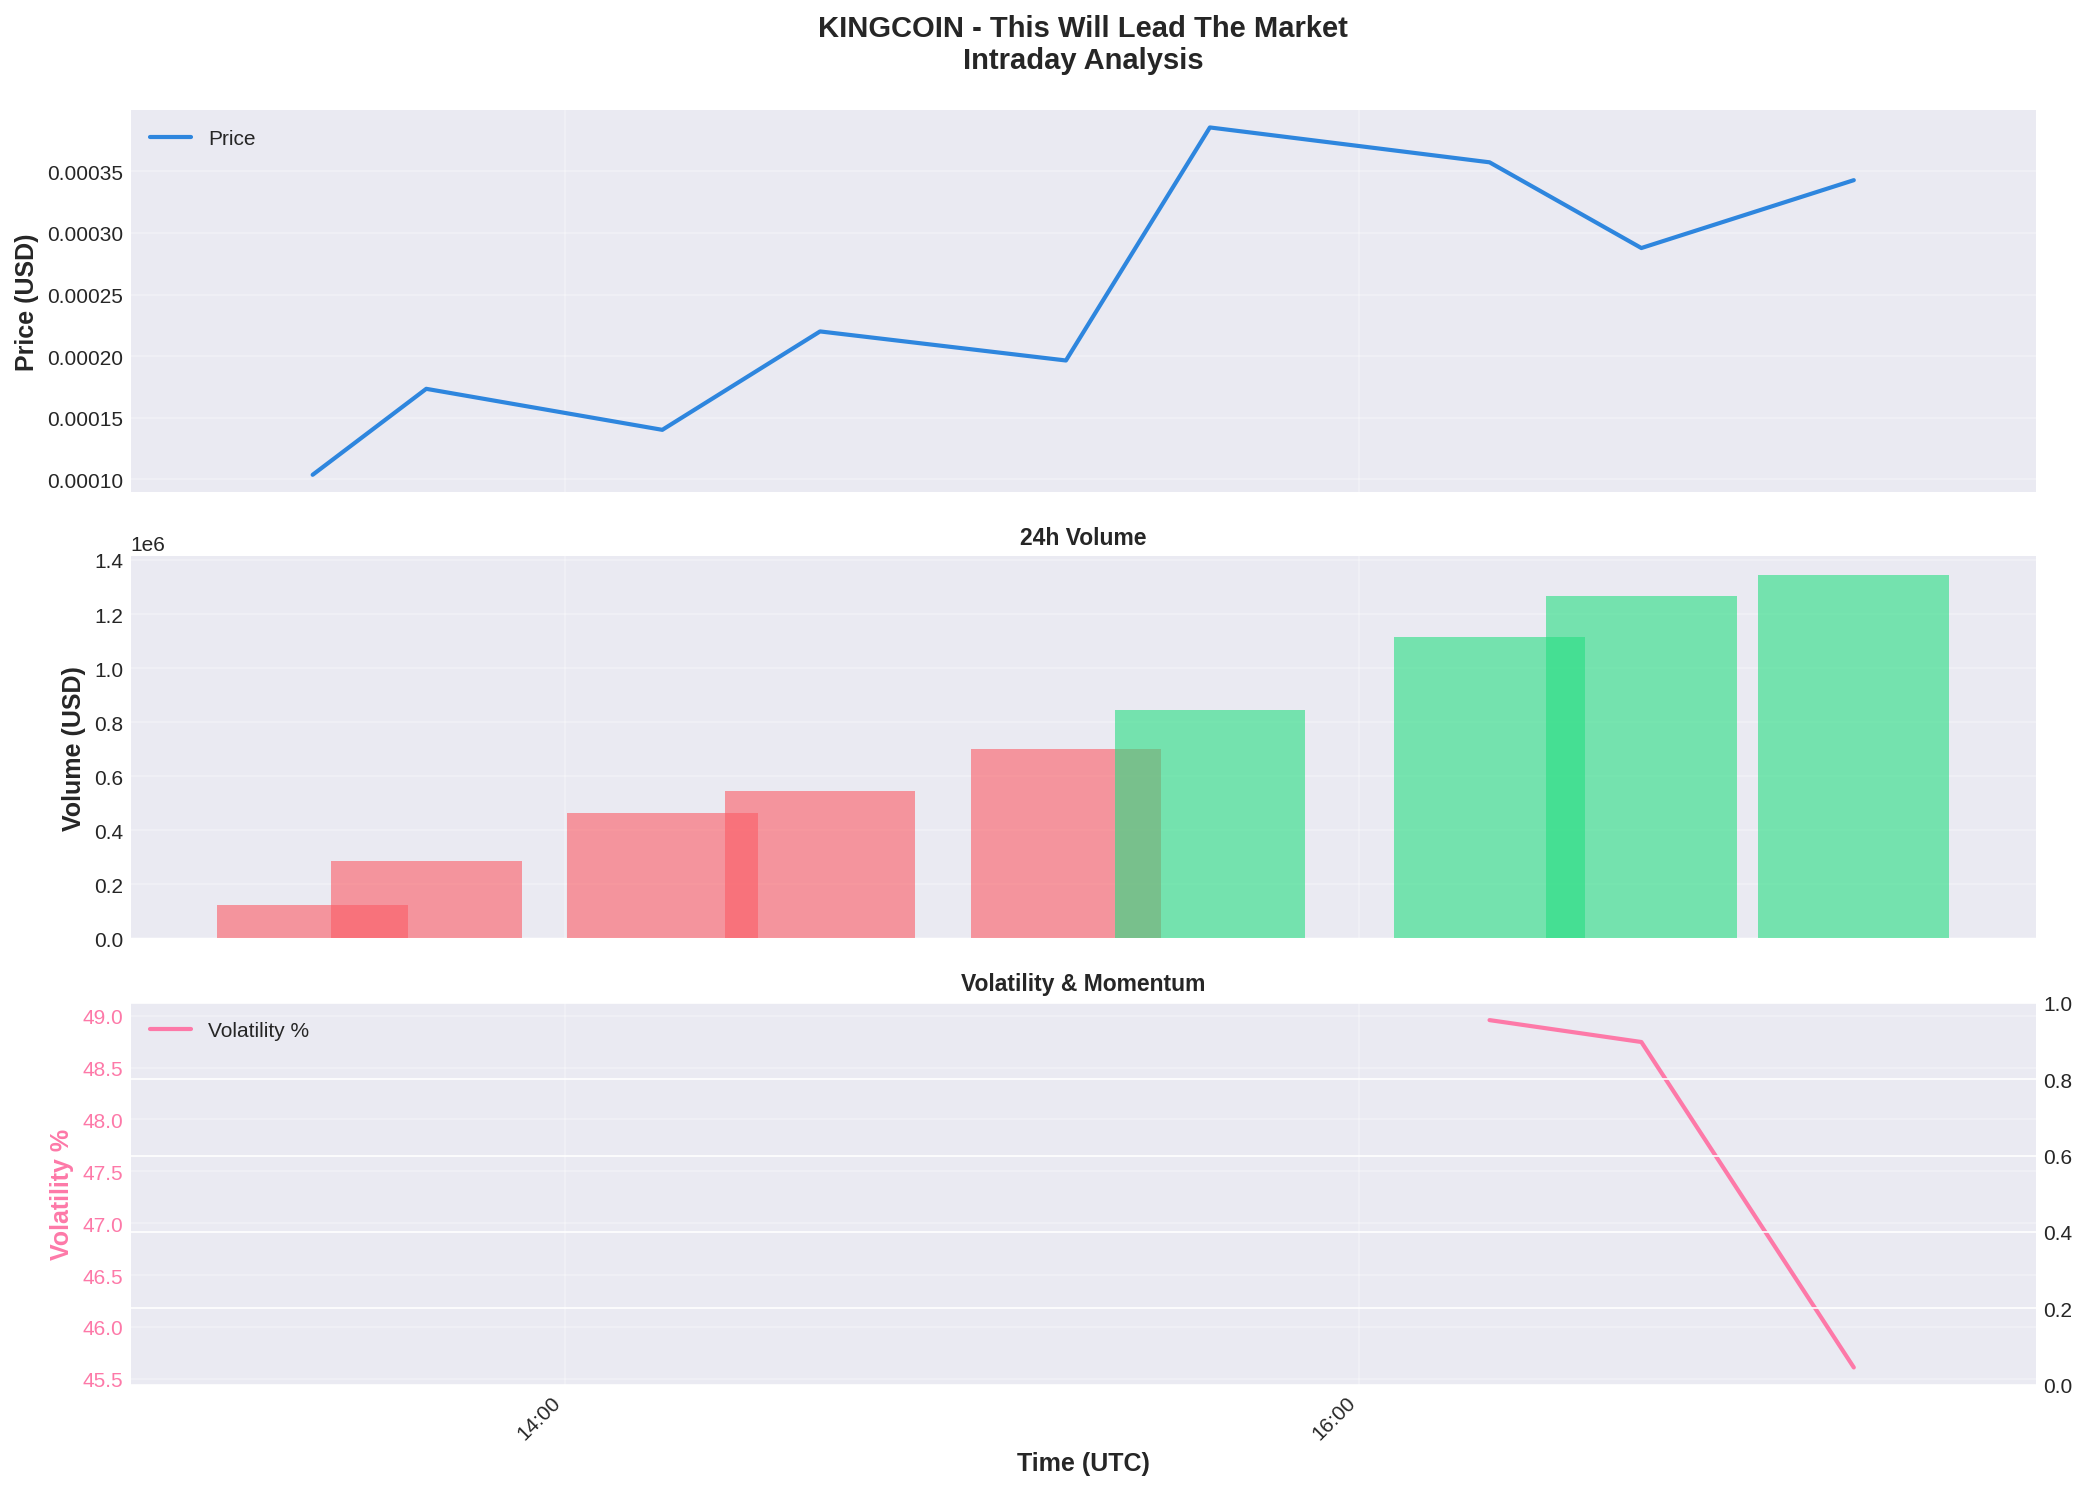 KINGCOIN - This Will Lead The Market
Intraday Analysis
Price
0.00035
0.00030
0.00025
0.00020
0.00015
0.00010
Price (USD)
24h Volume
1e6
1.4
1.2
1.0
0.8
0.6
0.4
0.2
0.0
Volume (USD)
Volatility & Momentum
Volatility %
49.0
48.5
48.0
47.5
47.0
46.5
46.0
45.5
Volatility %
1.0
0.8
0.6
0.4
0.2
0.0
14:00
16:00
Time (UTC)